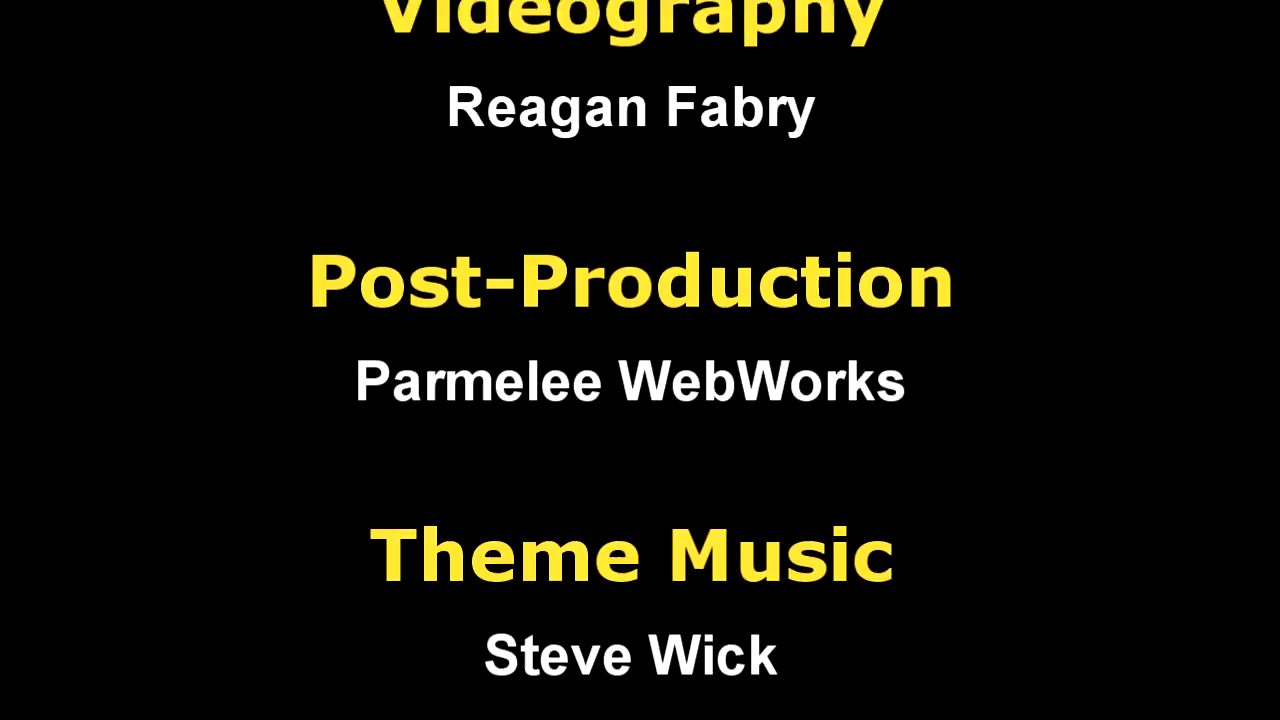 Videography
Reagan Fabry
Post-Production
Parmelee WebWorks
Theme Music
Steve Wick